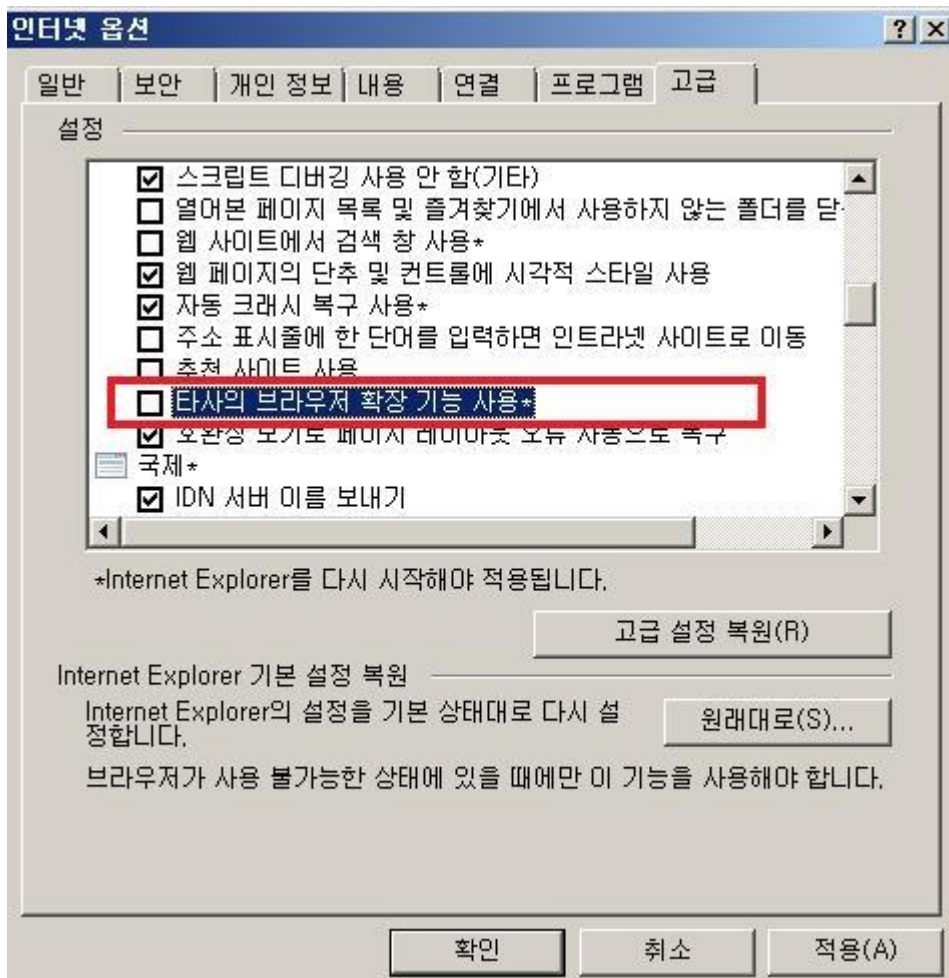 인터넷 옵션
일반 보안 개인 정보 내용 연결 프로그램 고급
설정
스크립트 디버깅 사용 안 함(기타)
열어본 페이지 목록 및 즐겨찾기에서 사용하지 않는 폴더를 닫
웹 사이트에서 검색 창 사용*
웹 페이지의 단추 및 컨트롤에 시각적 스타일 사용
자동 크래시 복구 사용*
주소 표시줄에 한 단어를 입력하면 인트라넷 사이트로 이동
추천 사이트 사용
타사의 브라우저 확장 기능 사용*
호환성 보기로 페이지 레이아웃 오류 자동으로 복구
국제*
IDN 서버 이름 보내기
*Internet Explorer를 다시 시작해야 적용됩니다.
고급 설정 복원(R)
Internet Explorer 기본 설정 복원
Internet Explorer의 설정을 기본 상태대로 다시 설
정합니다.
원래대로(S)...
브라우저가 사용 불가능한 상태에 있을 때에만 이 기능을 사용해야 합니다.
확인 취소 적용(A)